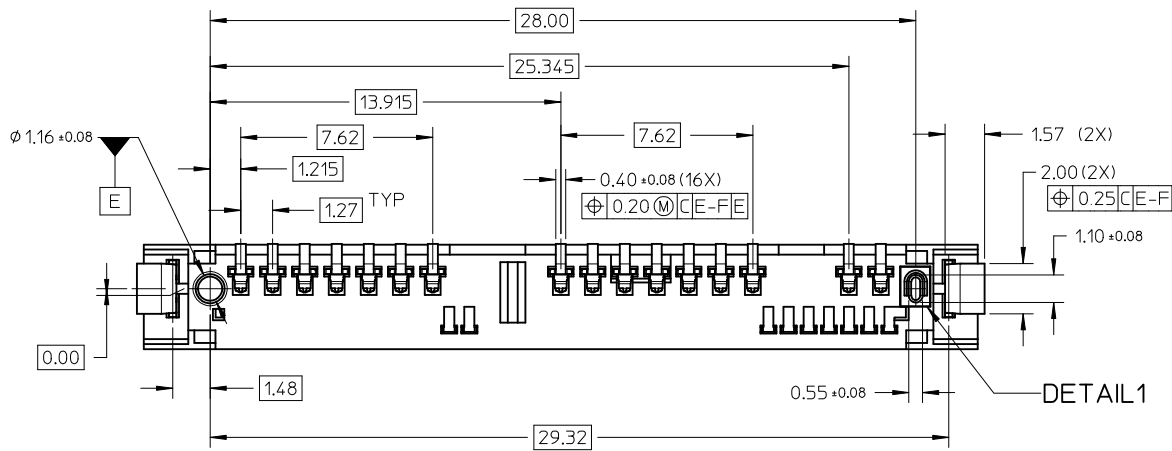 28.00
25.345
13.915
ϕ 1.16 ±0.08
7.62
7.62
1.57 (2X)
1.215
0.40 ±0.08 (16X)
2.00 (2X)
E
1.27 TYP
⌖ 0.20 Ⓜ C E-F E
⌖ 0.25 C E-F
1.10 ±0.08
0.00
1.48
0.55 ±0.08
DETAIL1
29.32